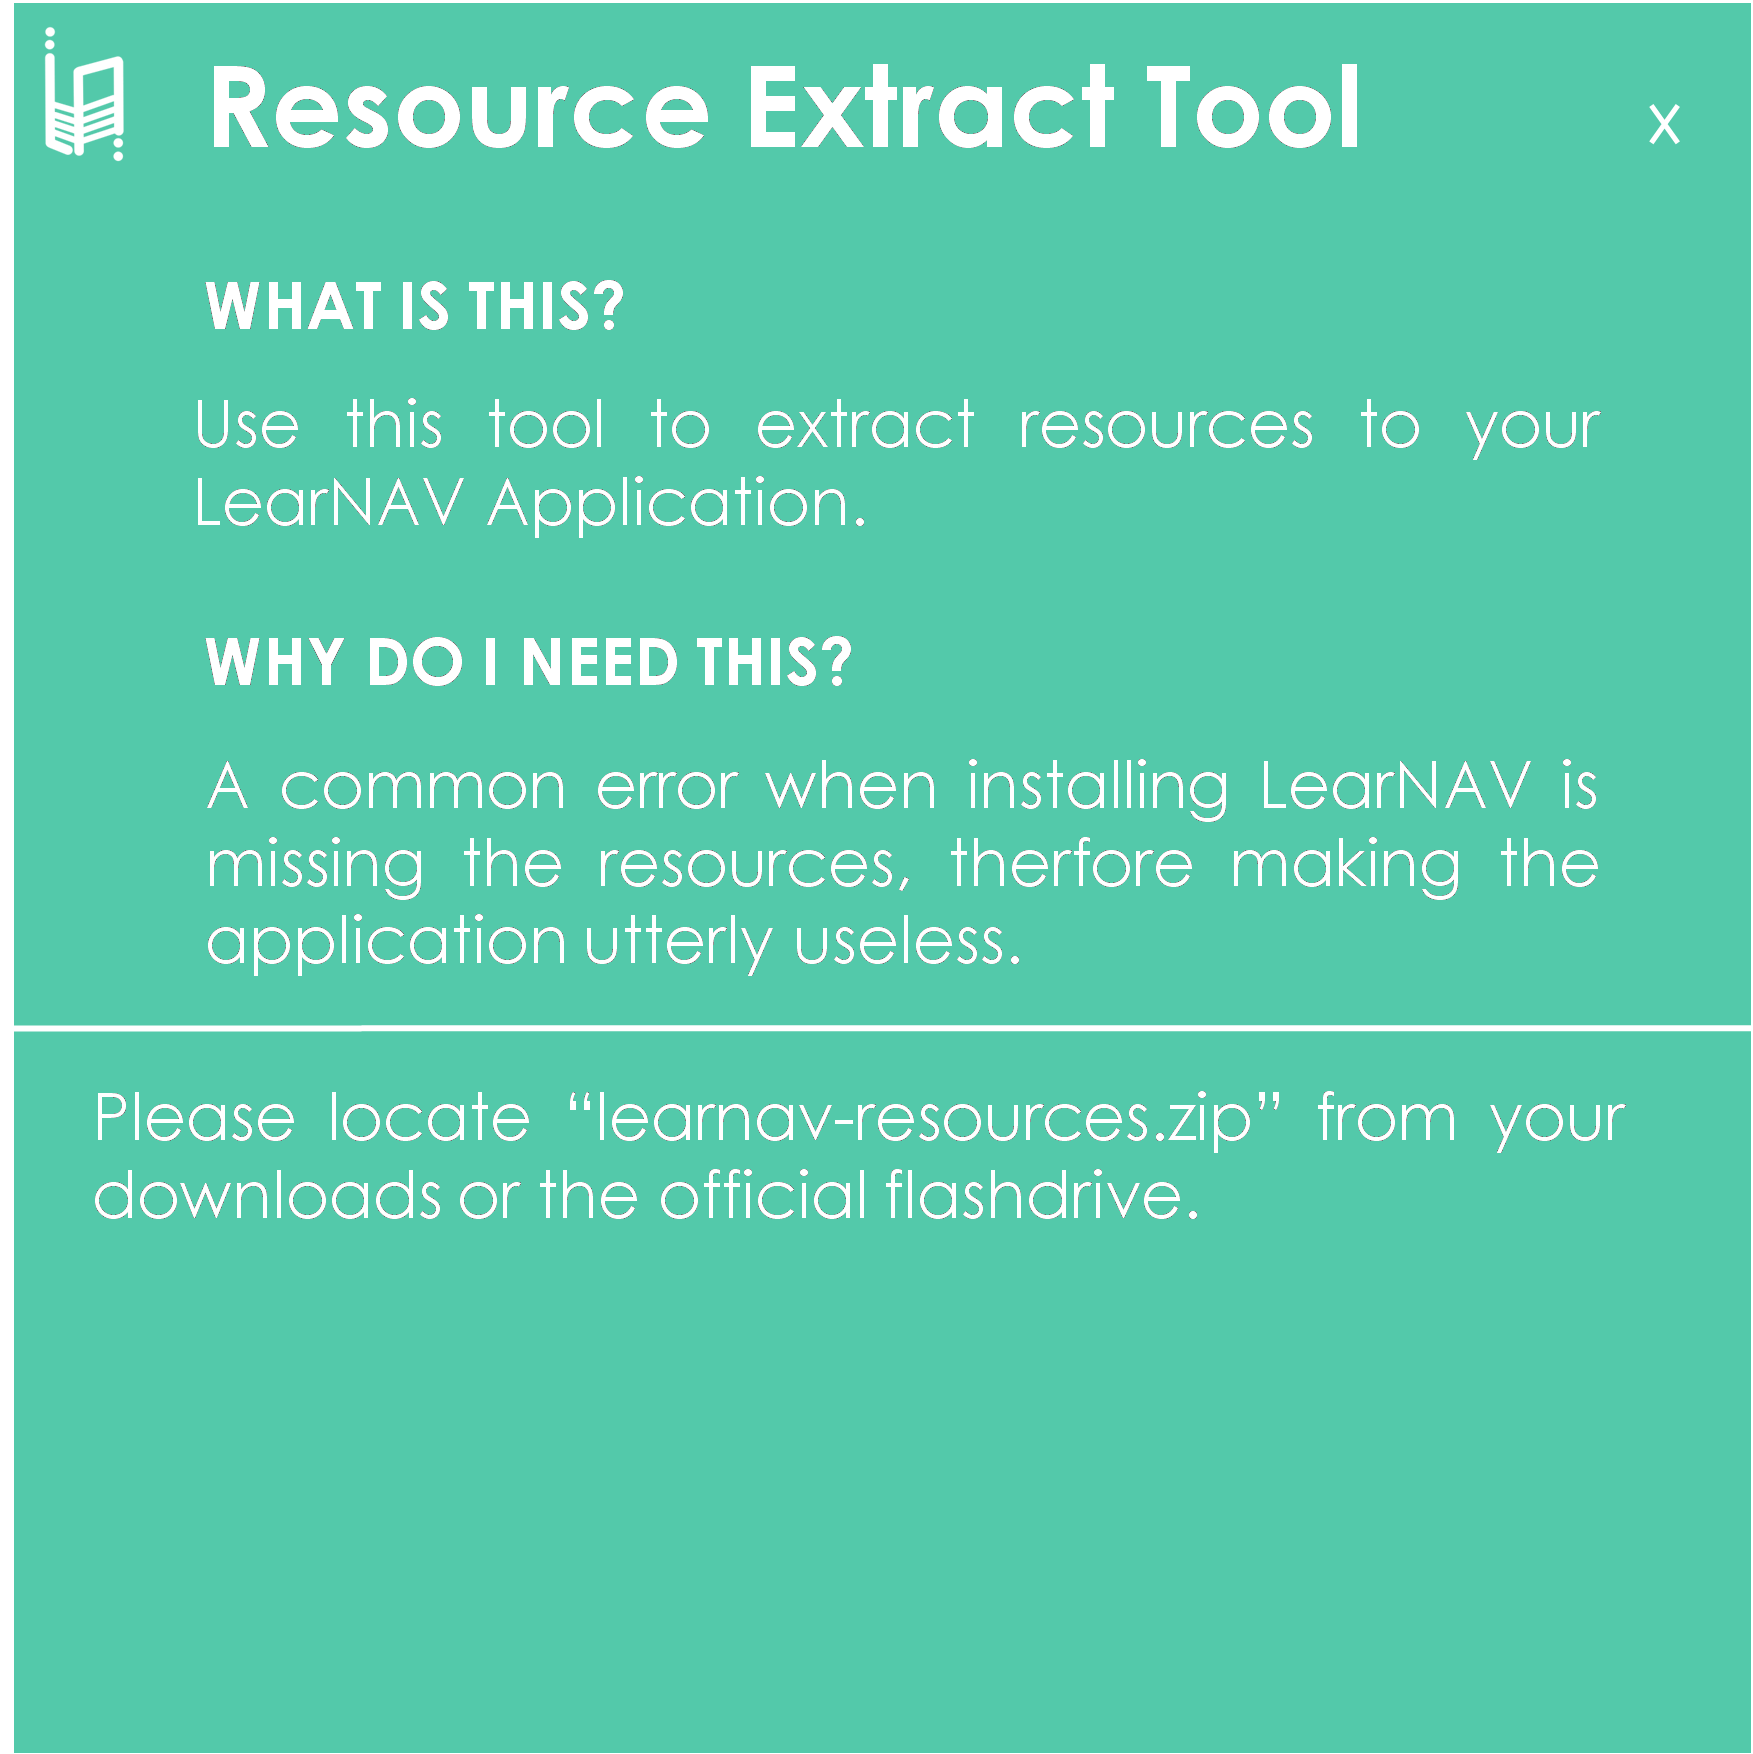 Resource Extract Tool
X
WHAT IS THIS?
Use this tool to extract resources to your
LearNAV Application.
WHY DO I NEED THIS?
A common error when installing LearNAV is
missing the resources, therfore making the
application utterly useless.
Please locate “learnav-resources.zip” from your
downloads or the official flashdrive.